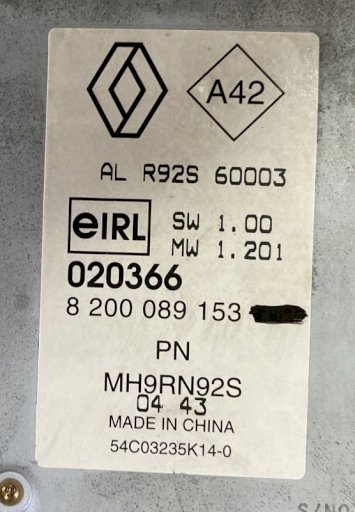 A42
AL R92S 60003
eIRL SW 1.00
MW 1.201
020366
8 200 089 153
PN
MH9RN92S
04 43
MADE IN CHINA
54C03235K14-0
S/NO